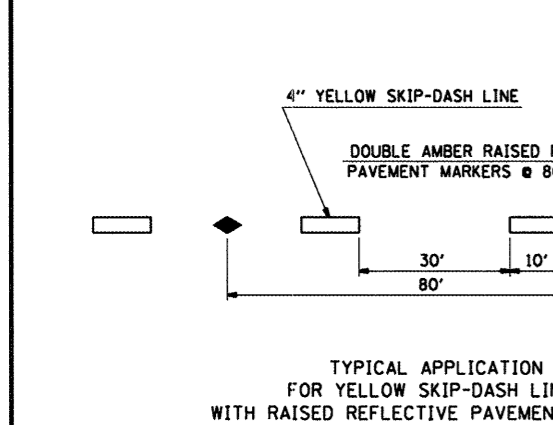 4" YELLOW SKIP-DASH LINE
DOUBLE AMBER RAISED
PAVEMENT MARKERS @
30' 10'
80'
TYPICAL APPLICATION
FOR YELLOW SKIP-DASH
WITH RAISED REFLECTIVE